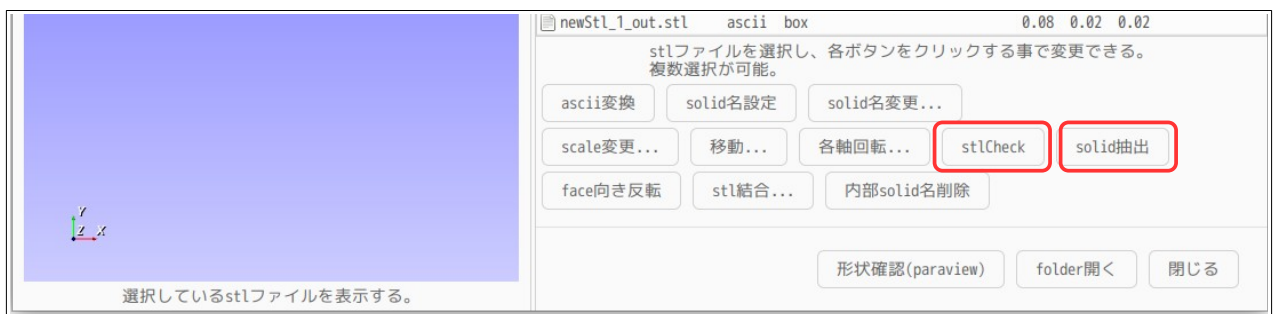 newStl_1_out.stl ascii box 0.08 0.02 0.02
stlファイルを選択し、各ボタンをクリックする事で変更できる。
複数選択が可能。
ascii変換 solid名設定 solid名変更...
scale変更... 移動... 各軸回転... stlCheck solid抽出
face向き反転 stl結合... 内部solid名削除
Y
Z X
形状確認(paraview) folder開く 閉じる
選択しているstlファイルを表示する。